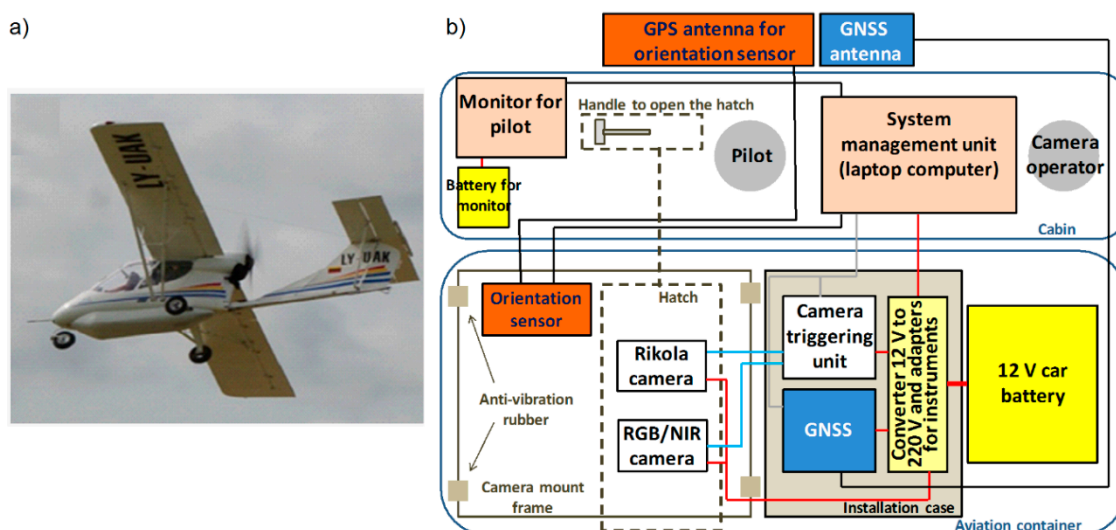 a)
LY-UAK
LY-UAK
b)
GPS antenna for
orientation sensor
GNSS
antenna
Monitor for
pilot
Handle to open the hatch
Battery for
monitor
Pilot
System
management unit
(laptop computer)
Camera
operator
Cabin
Orientation
sensor
Hatch
Camera
triggering
unit
Converter 12 V to
220 V and adapters
for instruments
12 V car
battery
Rikola
camera
Anti-vibration
rubber
RGB/NIR
camera
GNSS
Camera mount
frame
Installation case
Aviation container